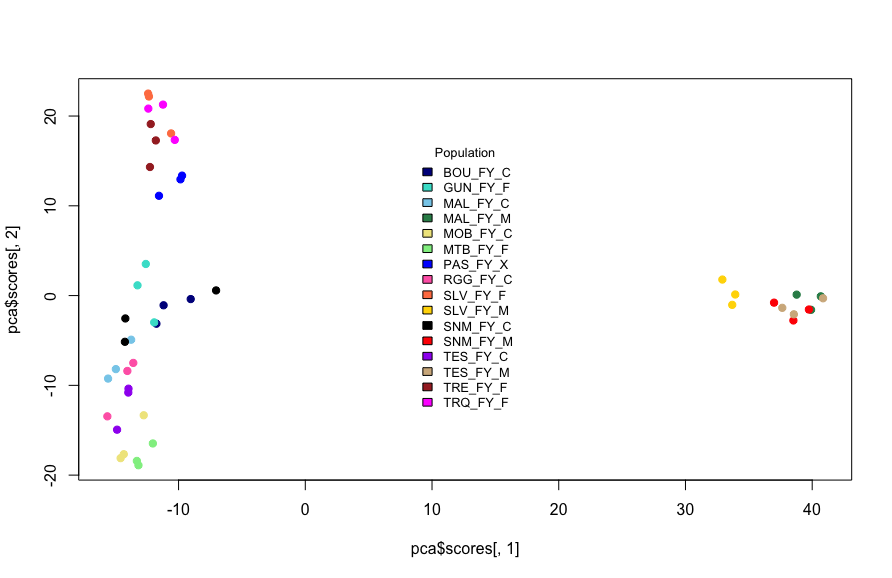 20
10
0
-10
-20
pca$scores[, 2]
Population
BOU_FY_C
GUN_FY_F
MAL_FY_C
MAL_FY_M
MOB_FY_C
MTB_FY_F
PAS_FY_X
RGG_FY_C
SLV_FY_F
SLV_FY_M
SNM_FY_C
SNM_FY_M
TES_FY_C
TES_FY_M
TRE_FY_F
TRQ_FY_F
-10 0 10 20 30 40
pca$scores[, 1]